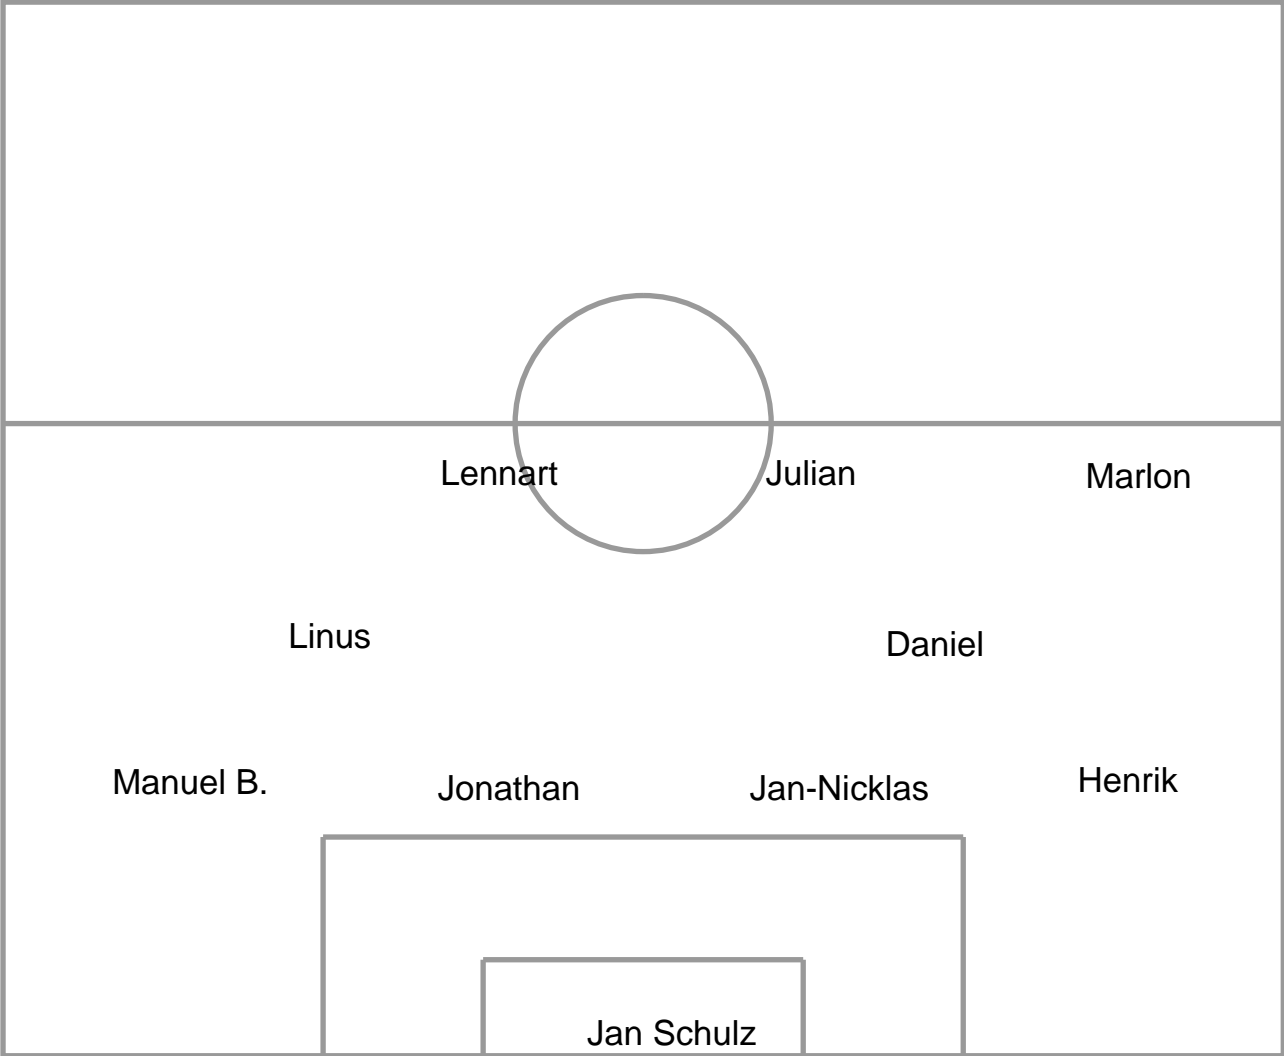 Lennart
Julian
Marlon
Linus
Daniel
Manuel B.
Jonathan
Jan-Nicklas
Henrik
Jan Schulz